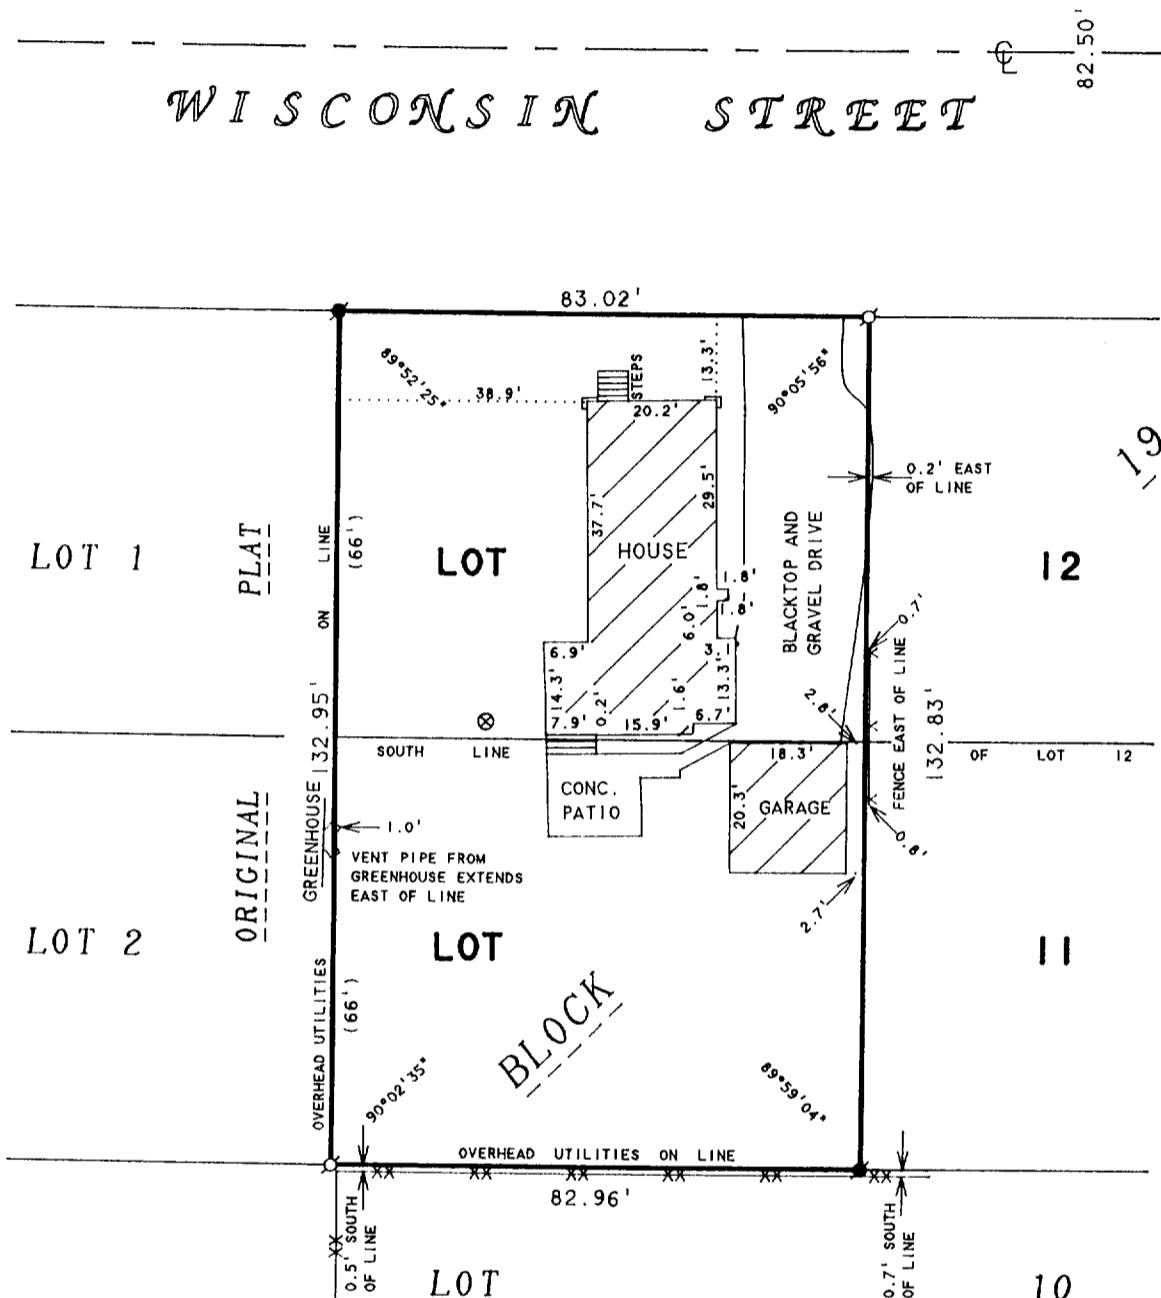 ℄
82.50'
WISCONSIN STREET
83.02'
89°52'25"
38.9'
STEPS
13.3'
90°05'56"
20.2'
19
0.2' EAST
OF LINE
37.7'
29.5'
HOUSE
LOT 1
PLAT
ON LINE
(66')
LOT
12
BLACKTOP AND
GRAVEL DRIVE
1.8'
1.8'
1.8'
6.0'
0.7'
6.9'
14.3'
13.3'
7.9'
0.2'
15.9'
1.6'
6.7'
2.8'
FENCE EAST OF LINE
132.83'
132.95'
SOUTH LINE
OF LOT 12
18.3'
20.3'
GARAGE
CONC.
PATIO
0.8'
GREENHOUSE
1.0'
VENT PIPE FROM
GREENHOUSE EXTENDS
EAST OF LINE
2.7'
ORIGINAL
LOT 2
LOT
11
OVERHEAD UTILITIES
(66')
BLOCK
90°02'35"
89°59'04"
OVERHEAD UTILITIES ON LINE
82.96'
0.5' SOUTH
OF LINE
0.7' SOUTH
OF LINE
LOT
10